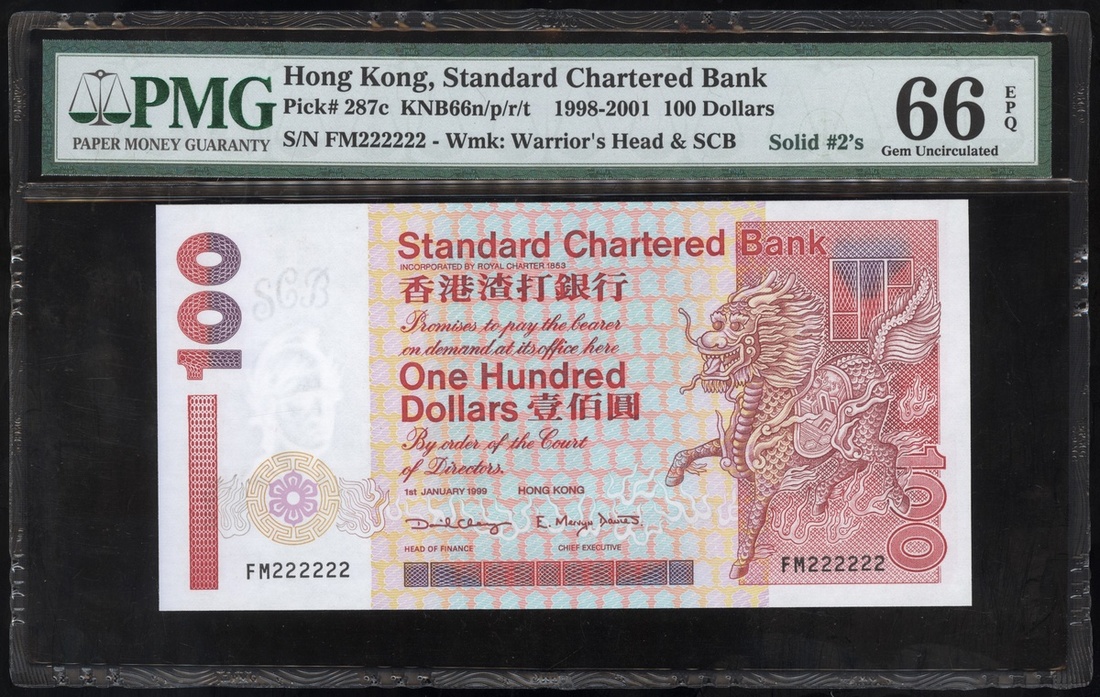 PMG
PAPER MONEY GUARANTY
Hong Kong, Standard Chartered Bank
Pick# 287c KNB66n/p/r/t 1998-2001 100 Dollars
S/N FM222222 - Wmk: Warrior's Head & SCB Solid #2's
66
EPQ
Gem Uncirculated
100
SCB
Standard Chartered Bank
INCORPORATED BY ROYAL CHARTER 1853
香港渣打銀行
Promises to pay the bearer
on demand at its office here
One Hundred
Dollars 壹佰圓
By order of the Court
of Directors.
1st JANUARY 1999 HONG KONG
E. Mervyn Davies
HEAD OF FINANCE CHIEF EXECUTIVE
FM222222
FM222222
100